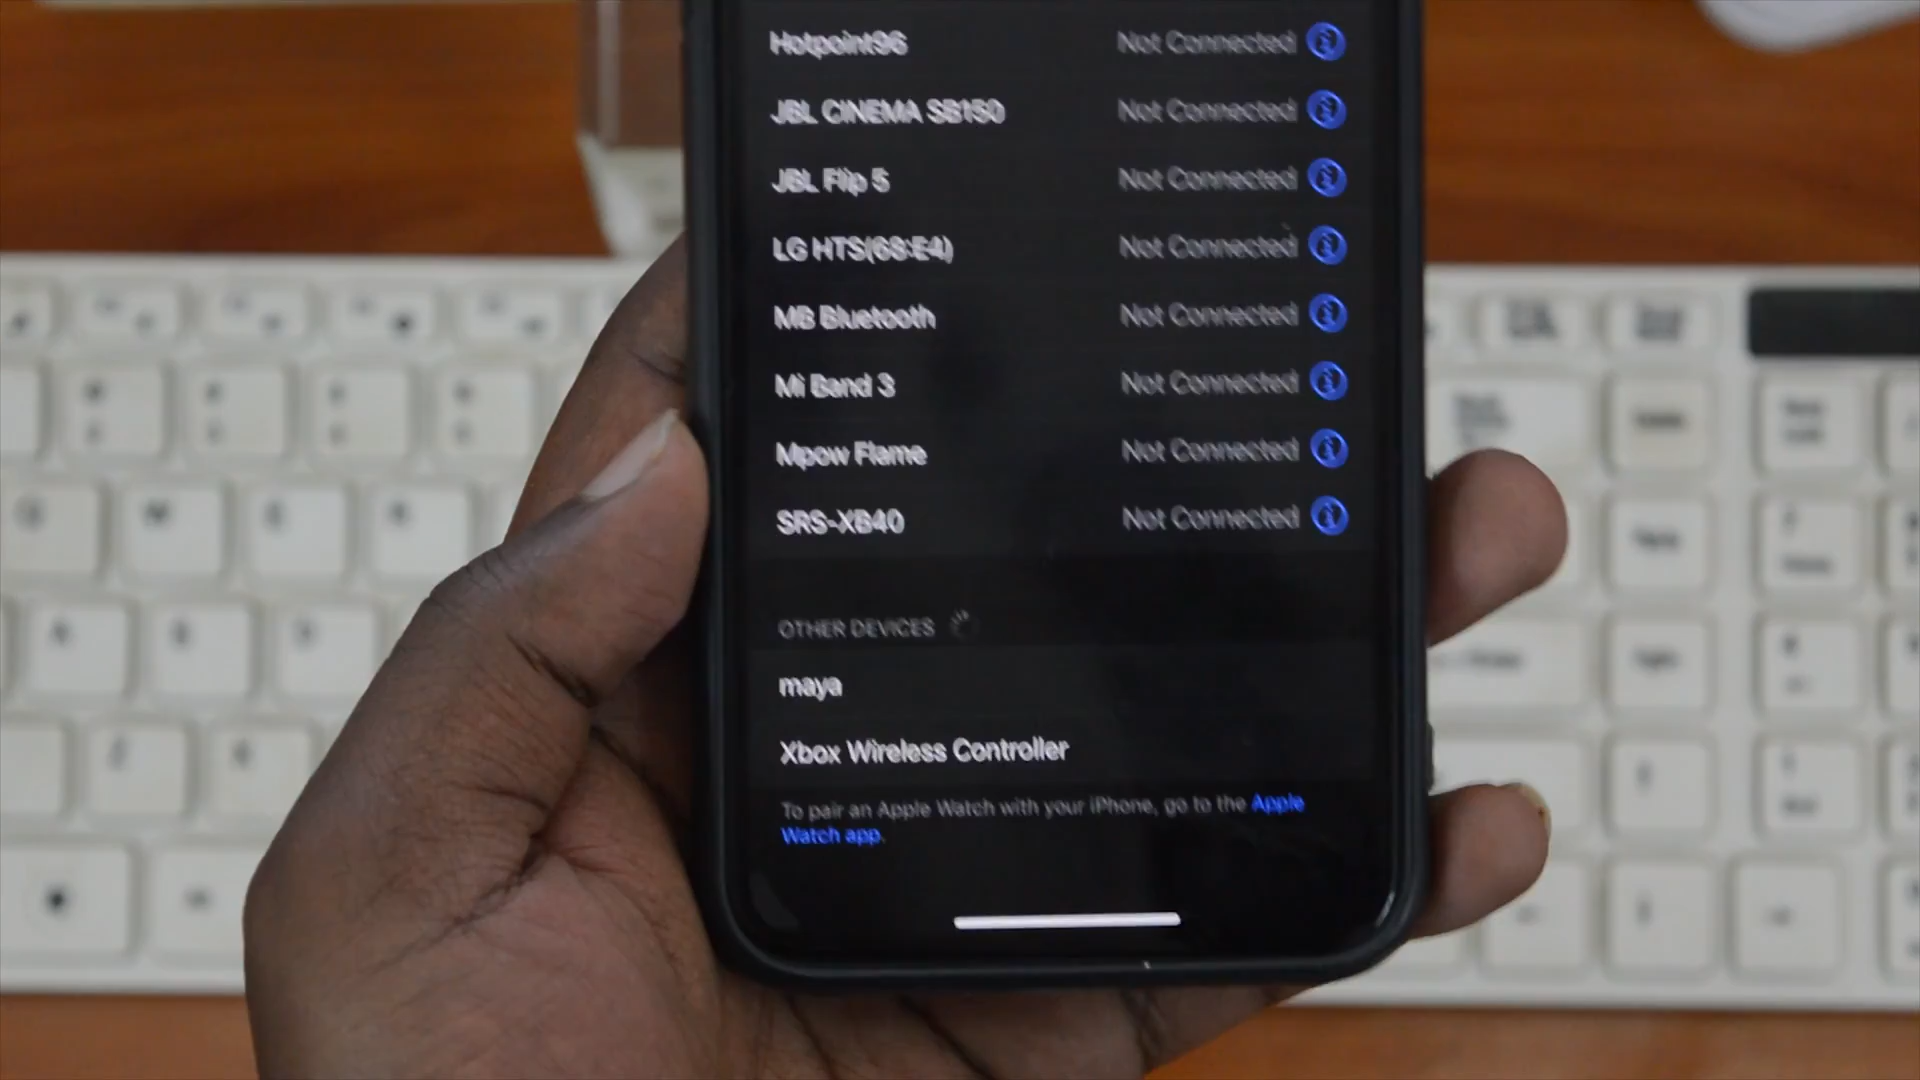 Hotpoint96 Not Connected
JBL CINEMA SB150 Not Connected
JBL Flip 5 Not Connected
LG HTS(68:E4) Not Connected
MB Bluetooth Not Connected
Mi Band 3 Not Connected
Mpow Flame Not Connected
SRS-XB40 Not Connected
OTHER DEVICES
maya
Xbox Wireless Controller
To pair an Apple Watch with your iPhone, go to the Apple
Watch app.